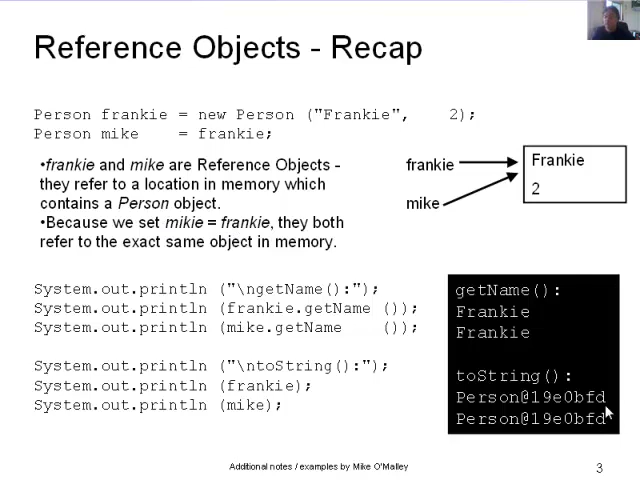 Reference Objects - Recap
Person frankie = new Person ("Frankie",    2);
Person mike    = frankie;
•frankie and mike are Reference Objects -
they refer to a location in memory which
contains a Person object.
•Because we set mikie = frankie, they both
refer to the exact same object in memory.
frankie
mike
Frankie
2
System.out.println ("\ngetName():");
System.out.println (frankie.getName ());
System.out.println (mike.getName    ());
System.out.println ("\ntoString():");
System.out.println (frankie);
System.out.println (mike);
getName():
Frankie
Frankie
toString():
Person@19e0bfd
Person@19e0bfd
Additional notes / examples by Mike O'Malley
3